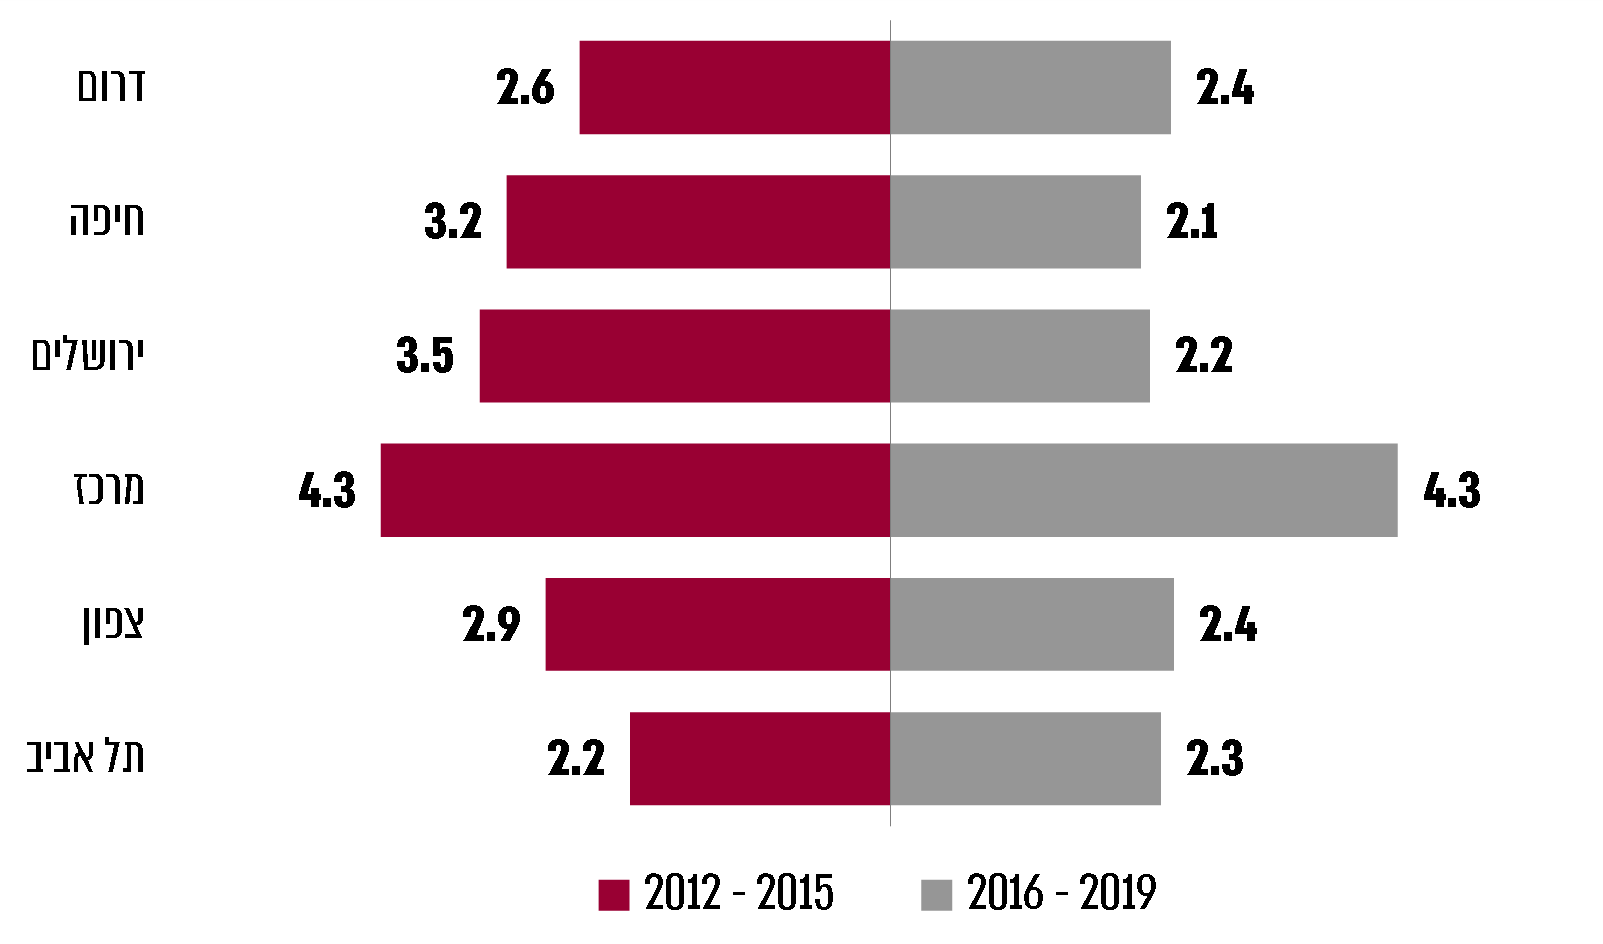 דרום 2.6 2.4
חיפה 3.2 2.1
ירושלים 3.5 2.2
מרכז 4.3 4.3
צפון 2.9 2.4
תל אביב 2.2 2.3
2012 - 2015 2016 - 2019